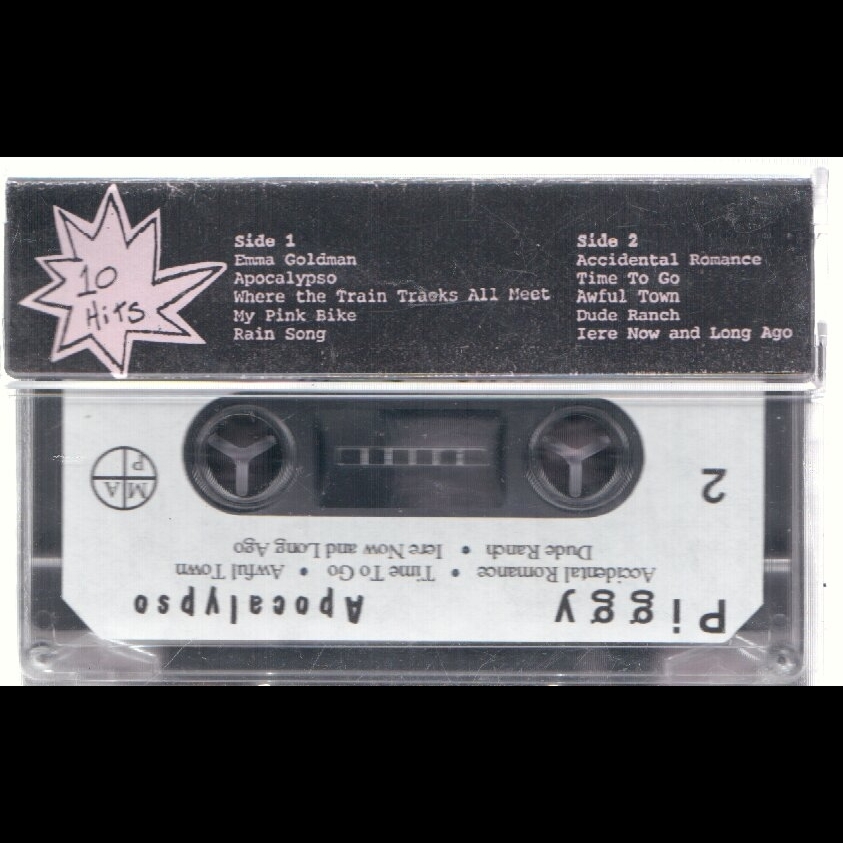 10
Hits
Side 1
Emma Goldman
Apocalypso
Where the Train Tracks All Meet
My Pink Bike
Rain Song
Side 2
Accidental Romance
Time To Go
Awful Town
Dude Ranch
Iere Now and Long Ago
Piggy Apocalypso
Accidental Romance • Time To Go • Awful Town
Dude Ranch • Iere Now and Long Ago
2
M A P